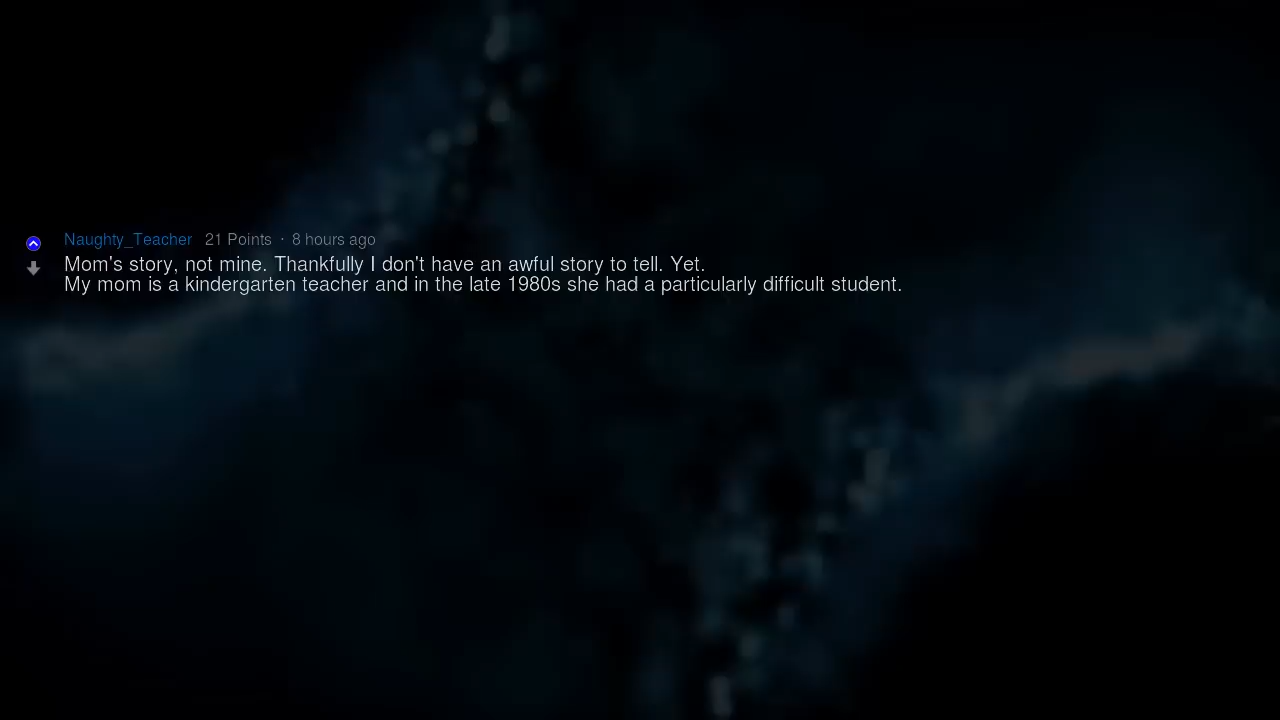 Naughty_Teacher 21 Points · 8 hours ago
Mom's story, not mine. Thankfully I don't have an awful story to tell. Yet.
My mom is a kindergarten teacher and in the late 1980s she had a particularly difficult student.